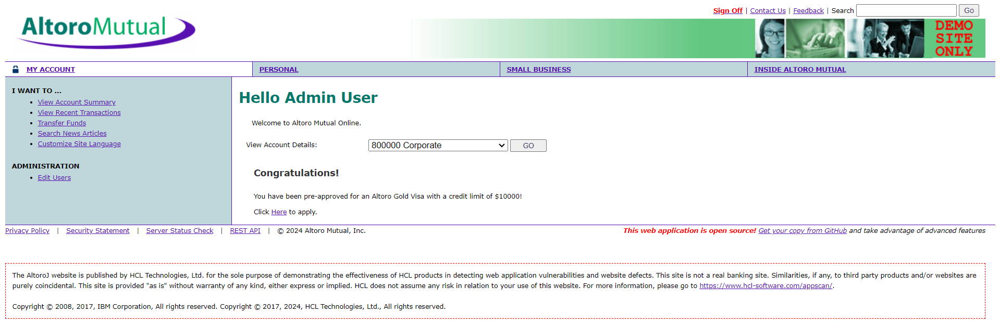 Sign Off | Contact Us | Feedback | Search Go
AltoroMutual
DEMO
SITE
ONLY
MY ACCOUNT PERSONAL SMALL BUSINESS INSIDE ALTORO MUTUAL
I WANT TO ...
• View Account Summary
• View Recent Transactions
• Transfer Funds
• Search News Articles
• Customize Site Language
ADMINISTRATION
• Edit Users
Hello Admin User
Welcome to Altoro Mutual Online.
View Account Details: 800000 Corporate GO
Congratulations!
You have been pre-approved for an Altoro Gold Visa with a credit limit of $10000!
Click Here to apply.
Privacy Policy | Security Statement | Server Status Check | REST API | © 2024 Altoro Mutual, Inc. This web application is open source! Get your copy from GitHub and take advantage of advanced features
The AltoroJ website is published by HCL Technologies, Ltd. for the sole purpose of demonstrating the effectiveness of HCL products in detecting web application vulnerabilities and website defects. This site is not a real banking site. Similarities, if any, to third party products and/or websites are
purely coincidental. This site is provided "as is" without warranty of any kind, either express or implied. HCL does not assume any risk in relation to your use of this website. For more information, please go to https://www.hcl-software.com/appscan/.
Copyright © 2008, 2017, IBM Corporation, All rights reserved. Copyright © 2017, 2024, HCL Technologies, Ltd., All rights reserved.